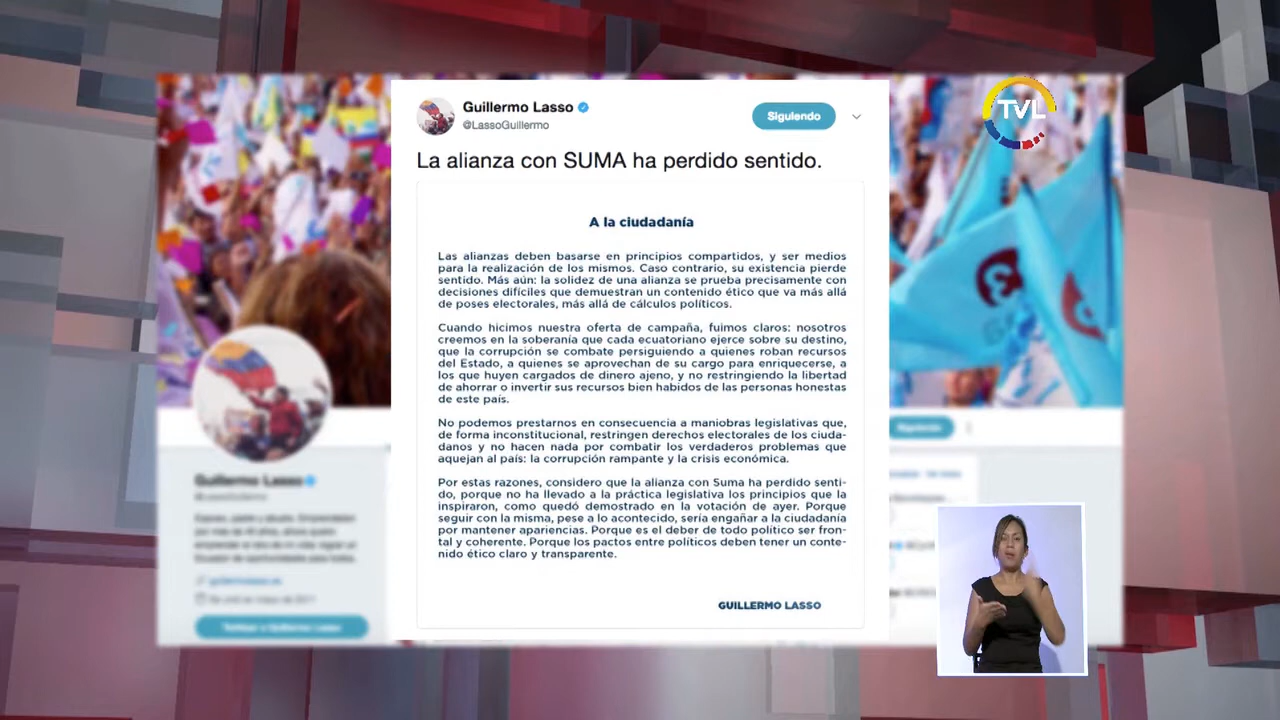 TVL
Guillermo Lasso
@LassoGuillermo
Siguiendo
La alianza con SUMA ha perdido sentido.
A la ciudadanía
Las alianzas deben basarse en principios compartidos, y ser medios
para la realización de los mismos. Caso contrario, su existencia pierde
sentido. Más aún: la solidez de una alianza se prueba precisamente con
decisiones difíciles que demuestran un contenido ético que va más allá
de poses electorales, más allá de cálculos políticos.
Cuando hicimos nuestra oferta de campaña, fuimos claros: nosotros
creemos en la soberanía que cada ecuatoriano ejerce sobre su destino,
que la corrupción se combate persiguiendo a quienes roban recursos
del Estado, a quienes se aprovechan de su cargo para enriquecerse, a
los que huyen cargados de dinero ajeno, y no restringiendo la libertad
de ahorrar o invertir sus recursos bien habidos de las personas honestas
de este país.
No podemos prestarnos en consecuencia a maniobras legislativas que,
de forma inconstitucional, restringen derechos electorales de los ciuda-
danos y no hacen nada por combatir los verdaderos problemas que
aquejan al país: la corrupción rampante y la crisis económica.
Por estas razones, considero que la alianza con Suma ha perdido senti-
do, porque no ha llevado a la práctica legislativa los principios que la
inspiraron, como quedó demostrado en la votación de ayer. Porque
seguir con la misma, pese a lo acontecido, sería engañar a la ciudadanía
por mantener apariencias. Porque es el deber de todo político ser fron-
tal y coherente. Porque los pactos entre políticos deben tener un conte-
nido ético claro y transparente.
GUILLERMO LASSO
Guillermo Lasso
@LassoGuillermo
Siguiendo
guillermolasso.ec
Twittear a Guillermo Lasso